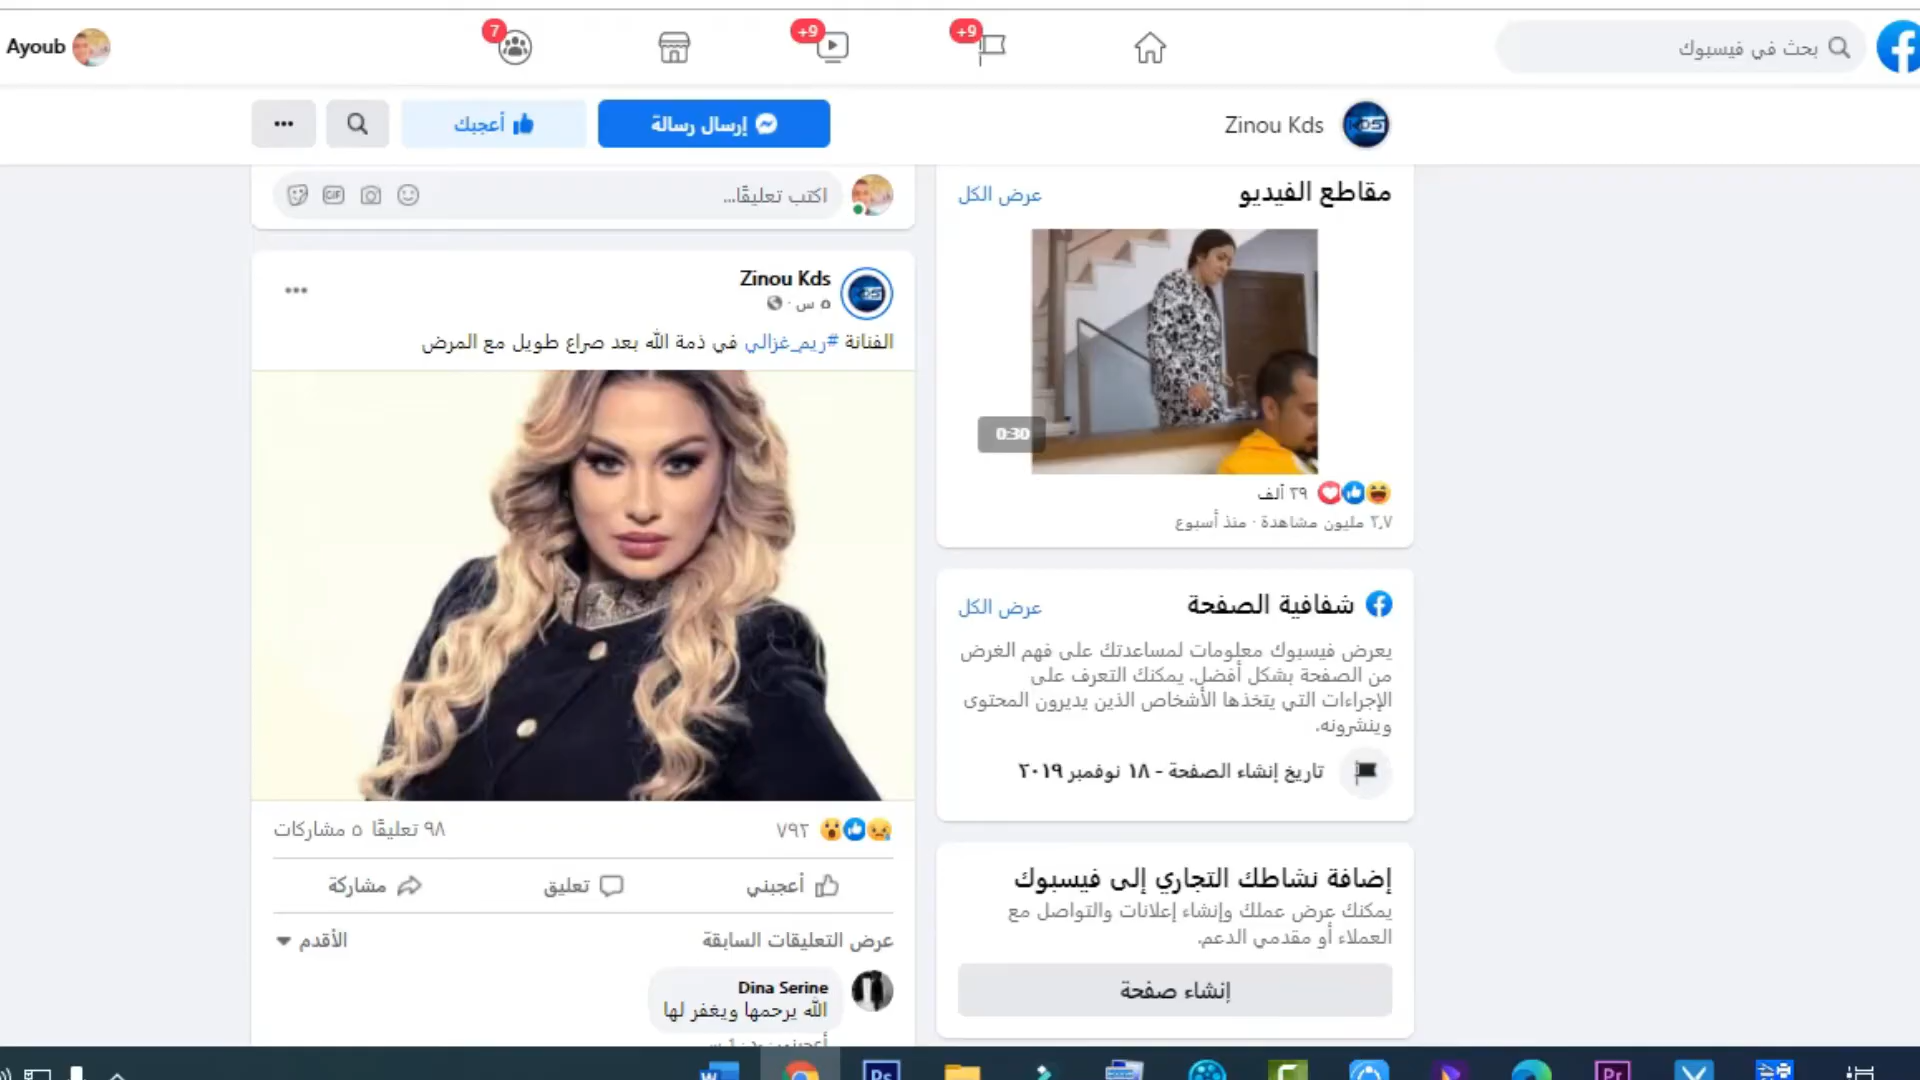 بحث في فيسبوك
+9
+9
7
Ayoub
Zinou Kds
إرسال رسالة
أعجبك
مقاطع الفيديو
عرض الكل
0:30
٣٩ ألف
٢,٧ مليون مشاهدة · منذ أسبوع
شفافية الصفحة
عرض الكل
يعرض فيسبوك معلومات لمساعدتك على فهم الغرض
من الصفحة بشكل أفضل. يمكنك التعرف على
الإجراءات التي يتخذها الأشخاص الذين يديرون المحتوى
وينشرونه.
تاريخ إنشاء الصفحة - ١٨ نوفمبر ٢٠١٩
إضافة نشاطك التجاري إلى فيسبوك
يمكنك عرض عملك وإنشاء إعلانات والتواصل مع
العملاء أو مقدمي الدعم.
إنشاء صفحة
اكتب تعليقًا...
GIF
Zinou Kds
٥ س ·
الفنانة #ريم_غزالي في ذمة الله بعد صراع طويل مع المرض
٧٩٢
٩٨ تعليقًا ٥ مشاركات
أعجبني
تعليق
مشاركة
عرض التعليقات السابقة
الأقدم
Dina Serine
الله يرحمها ويغفر لها
Ps
Pr